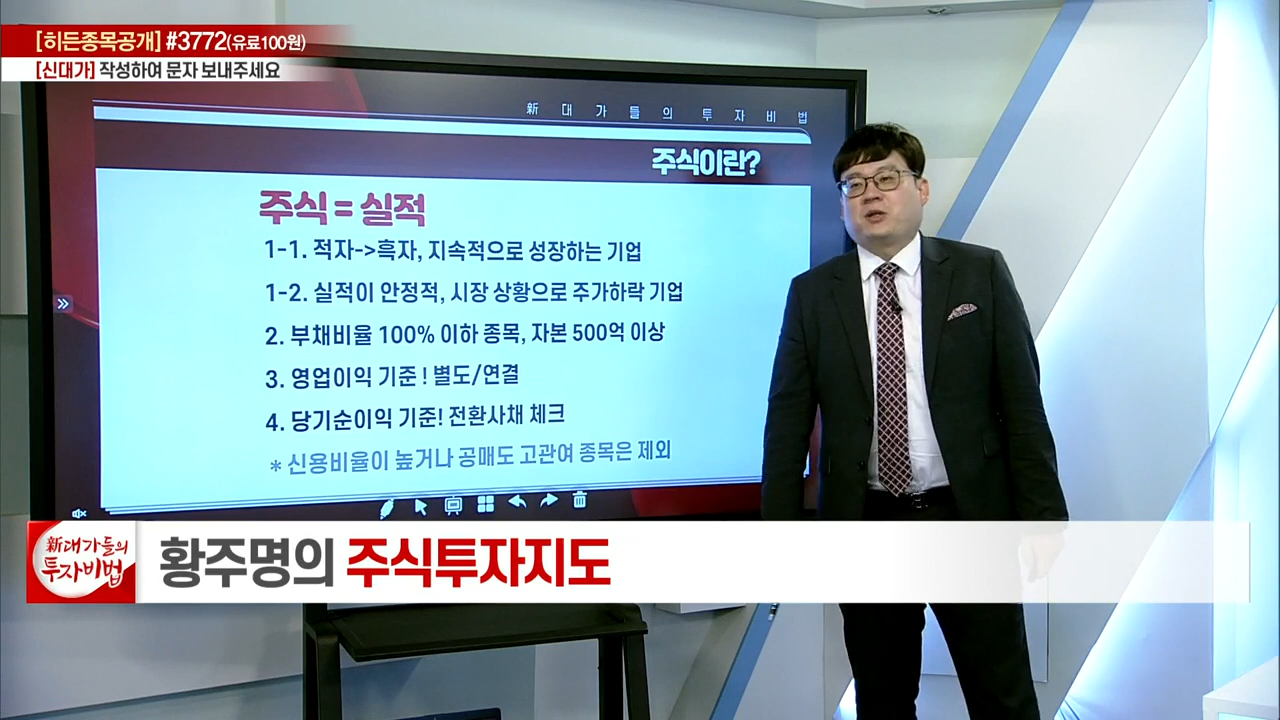 [히든종목공개] #3772(유료100원)
[신대가] 작성하여 문자 보내주세요
新 대 가 들 의 투 자 비 법
주식이란?
주식 = 실적
1-1. 적자->흑자, 지속적으로 성장하는 기업
1-2. 실적이 안정적, 시장 상황으로 주가하락 기업
2. 부채비율 100% 이하 종목, 자본 500억 이상
3. 영업이익 기준 ! 별도/연결
4. 당기순이익 기준! 전환사채 체크
* 신용비율이 높거나 공매도 고관여 종목은 제외
新대가들의
투자비법
황주명의 주식투자지도